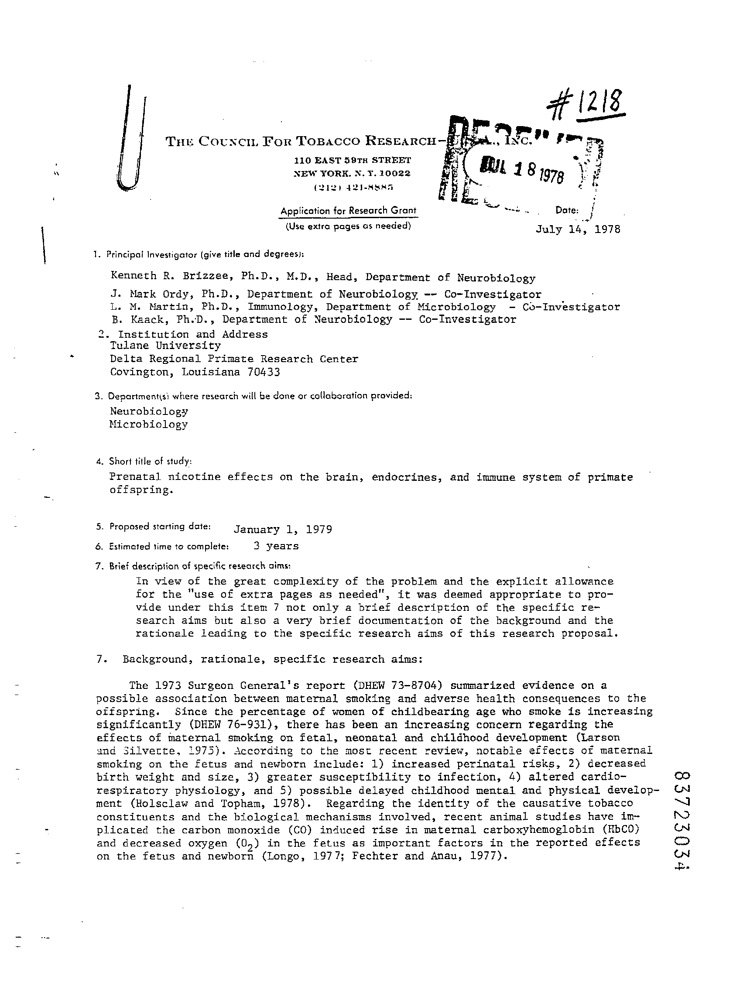 #1218
THE COUNCIL FOR TOBACCO RESEARCH-U.S.A., INC.
110 EAST 59TH STREET
NEW YORK, N. Y. 10022
(212) 421-8885
JUL 18 1978
Application for Research Grant
(Use extra pages as needed)
Date:
July 14, 1978
1. Principal Investigator (give title and degrees):
Kenneth R. Brizzee, Ph.D., M.D., Head, Department of Neurobiology
J. Mark Ordy, Ph.D., Department of Neurobiology -- Co-Investigator
L. M. Martin, Ph.D., Immunology, Department of Microbiology - Co-Investigator
B. Kaack, Ph.D., Department of Neurobiology -- Co-Investigator
2. Institution and Address
Tulane University
Delta Regional Primate Research Center
Covington, Louisiana 70433
3. Department(s) where research will be done or collaboration provided:
Neurobiology
Microbiology
4. Short title of study:
Prenatal nicotine effects on the brain, endocrines, and immune system of primate
offspring.
5. Proposed starting date: January 1, 1979
6. Estimated time to complete: 3 years
7. Brief description of specific research aims:
In view of the great complexity of the problem and the explicit allowance
for the "use of extra pages as needed", it was deemed appropriate to pro-
vide under this item 7 not only a brief description of the specific re-
search aims but also a very brief documentation of the background and the
rationale leading to the specific research aims of this research proposal.
7. Background, rationale, specific research aims:
The 1973 Surgeon General's report (DHEW 73-8704) summarized evidence on a
possible association between maternal smoking and adverse health consequences to the
offspring. Since the percentage of women of childbearing age who smoke is increasing
significantly (DHEW 76-931), there has been an increasing concern regarding the
effects of maternal smoking on fetal, neonatal and childhood development (Larson
and Silvette, 1975). According to the most recent review, notable effects of maternal
smoking on the fetus and newborn include: 1) increased perinatal risks, 2) decreased
birth weight and size, 3) greater susceptibility to infection, 4) altered cardio-
respiratory physiology, and 5) possible delayed childhood mental and physical develop-
ment (Holsclaw and Topham, 1978). Regarding the identity of the causative tobacco
constituents and the biological mechanisms involved, recent animal studies have im-
plicated the carbon monoxide (CO) induced rise in maternal carboxyhemoglobin (HbCO)
and decreased oxygen (O2) in the fetus as important factors in the reported effects
on the fetus and newborn (Longo, 1977; Fechter and Anau, 1977).
83723034